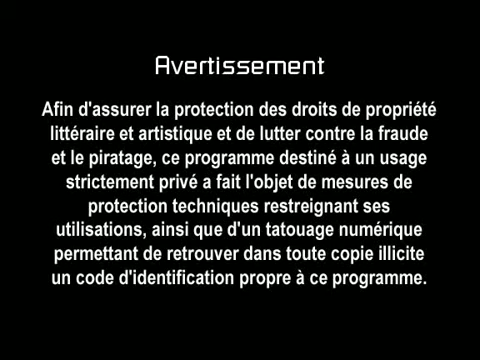 Avertissement
Afin d'assurer la protection des droits de propriété
littéraire et artistique et de lutter contre la fraude
et le piratage, ce programme destiné à un usage
strictement privé a fait l'objet de mesures de
protection techniques restreignant ses
utilisations, ainsi que d'un tatouage numérique
permettant de retrouver dans toute copie illicite
un code d'identification propre à ce programme.